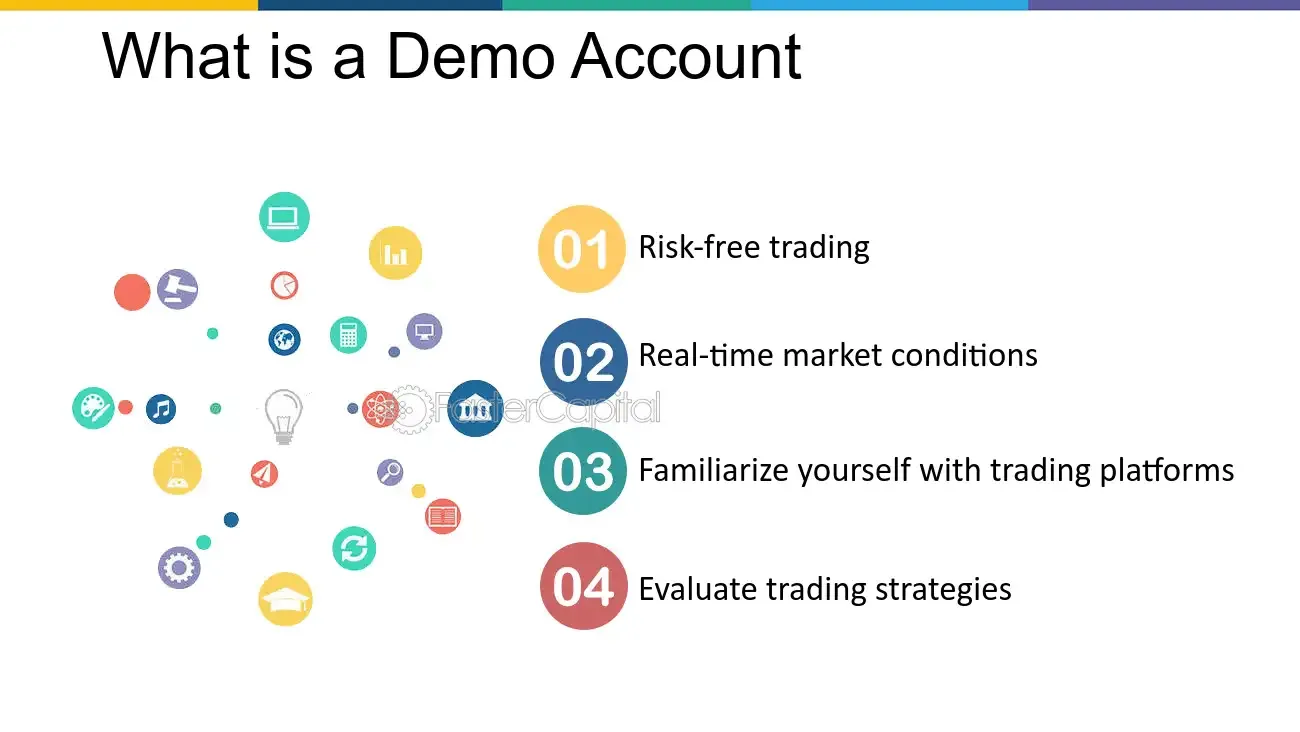 What is a Demo Account
01 Risk-free trading
02 Real-time market conditions
FasterCapital
03 Familiarize yourself with trading platforms
04 Evaluate trading strategies